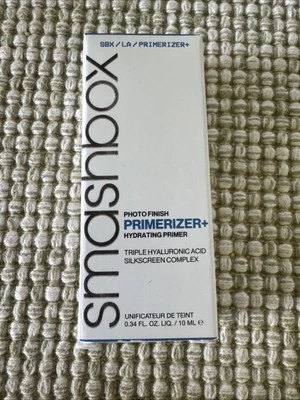 SBX/LA/PRIMERIZER+
smashbox
PHOTO FINISH
PRIMERIZER+
HYDRATING PRIMER
TRIPLE HYALURONIC ACID
SILKSCREEN COMPLEX
UNIFICATEUR DE TEINT
0.34 FL. OZ. LIQ. / 10 ML ℮